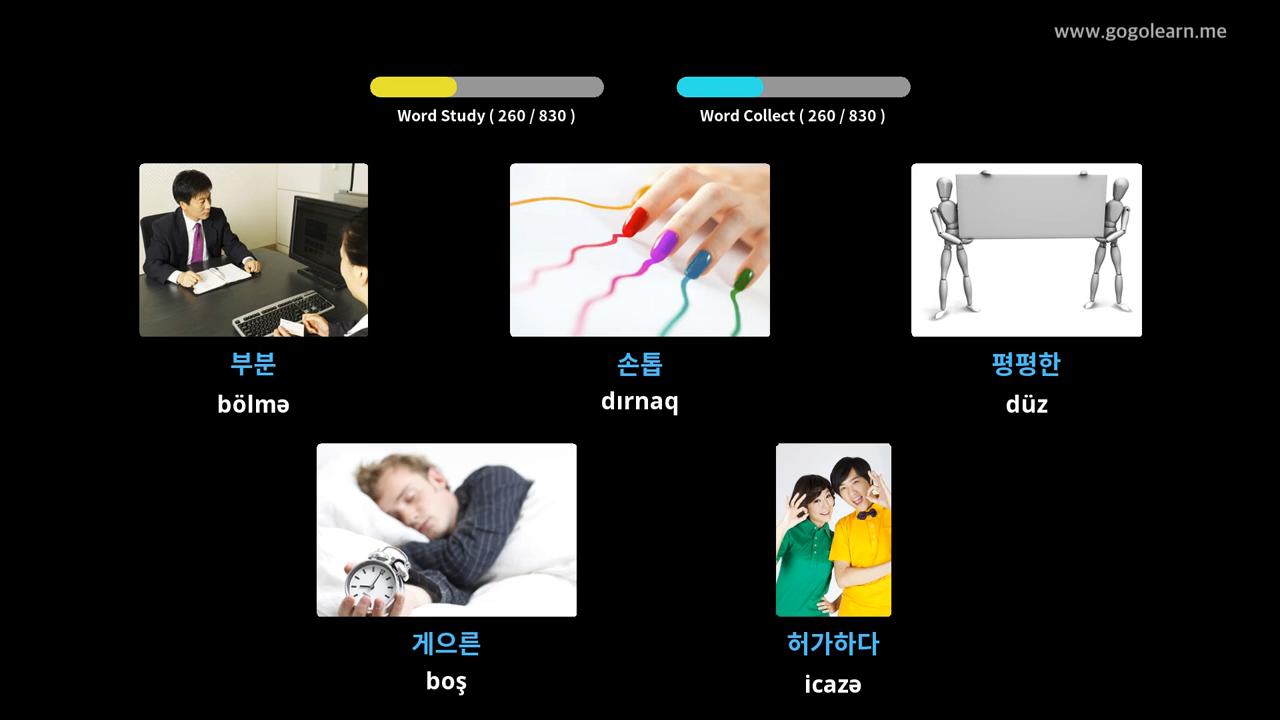 www.gogolearn.me
Word Study ( 260 / 830 )
Word Collect ( 260 / 830 )
부분
bölmə
손톱
dırnaq
평평한
düz
게으른
boş
허가하다
icazə